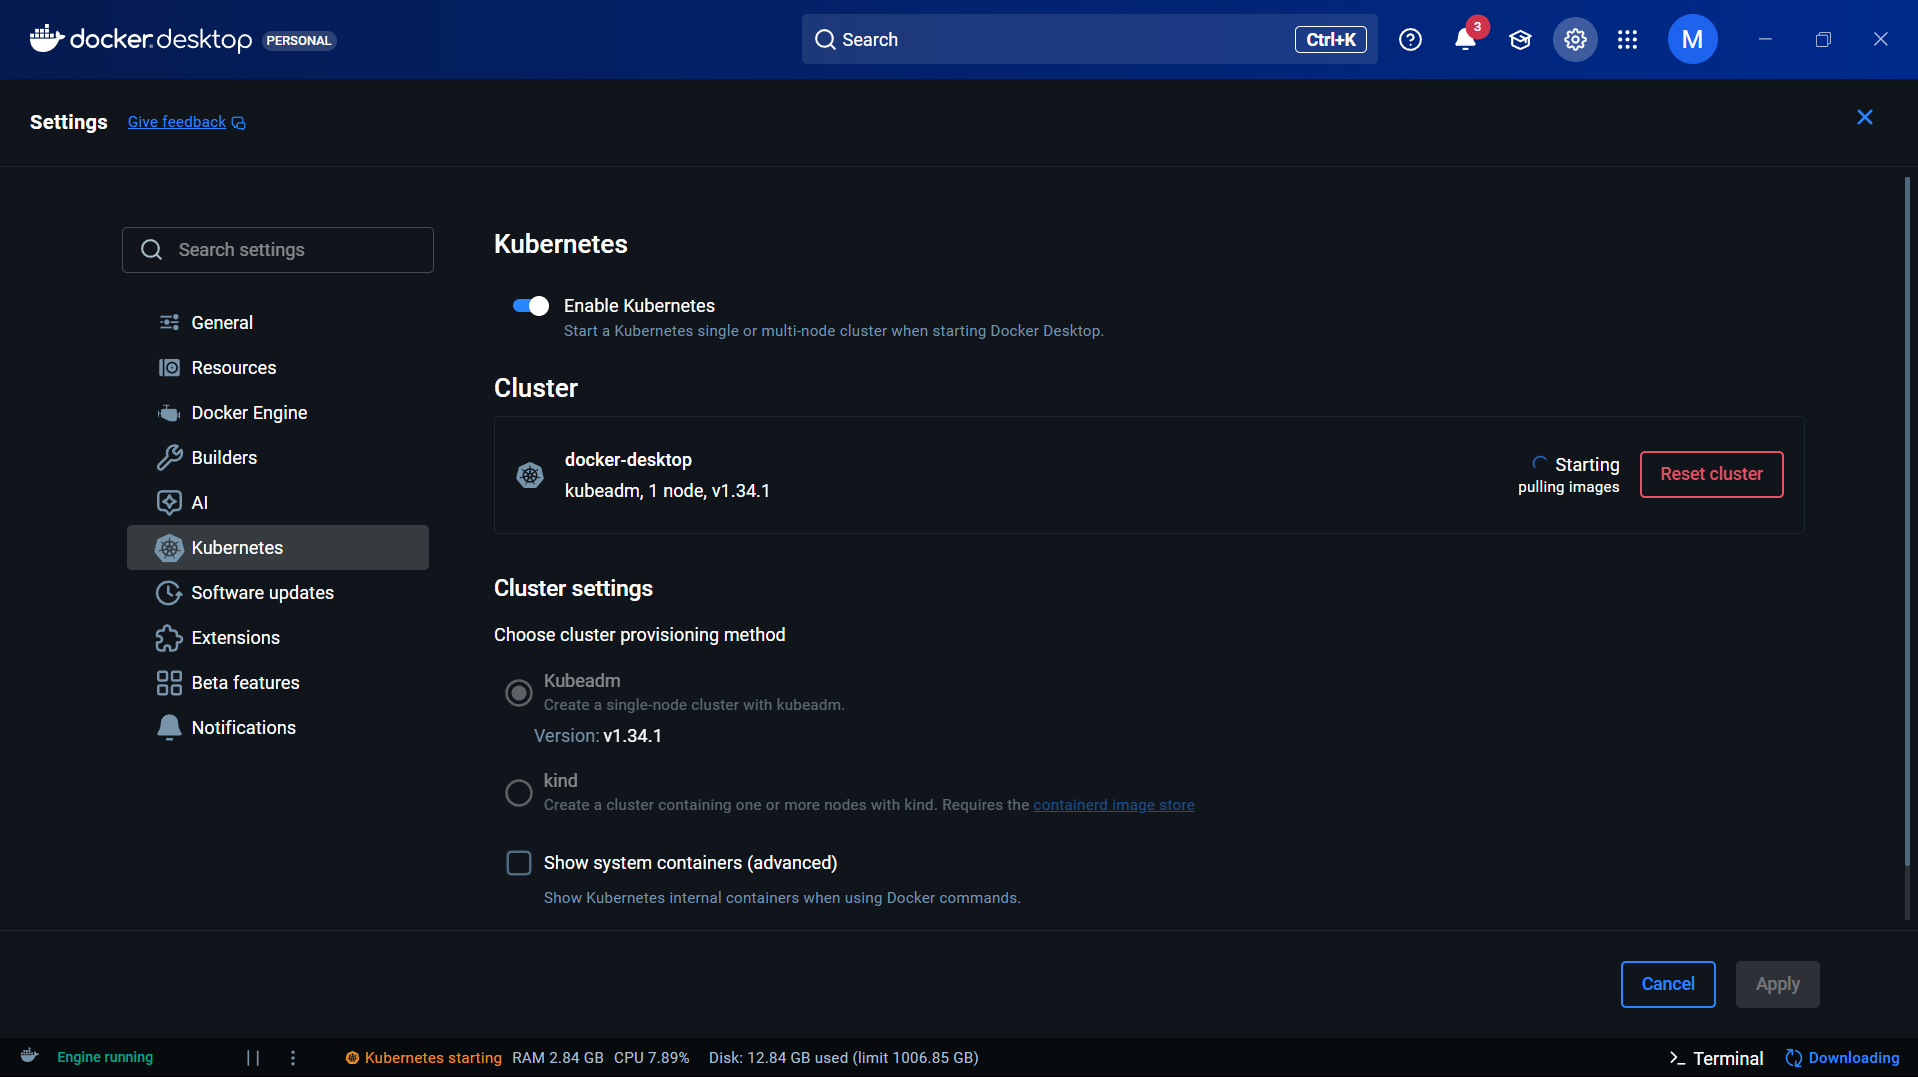 docker.desktop PERSONAL
Search
Ctrl+K
3
M
Settings
Give feedback
Search settings
General
Resources
Docker Engine
Builders
AI
Kubernetes
Software updates
Extensions
Beta features
Notifications
Kubernetes
Enable Kubernetes
Start a Kubernetes single or multi-node cluster when starting Docker Desktop.
Cluster
docker-desktop
kubeadm, 1 node, v1.34.1
Starting
pulling images
Reset cluster
Cluster settings
Choose cluster provisioning method
Kubeadm
Create a single-node cluster with kubeadm.
Version: v1.34.1
kind
Create a cluster containing one or more nodes with kind. Requires the containerd image store
Show system containers (advanced)
Show Kubernetes internal containers when using Docker commands.
Cancel
Apply
Engine running
Kubernetes starting RAM 2.84 GB CPU 7.89% Disk: 12.84 GB used (limit 1006.85 GB)
Terminal
Downloading